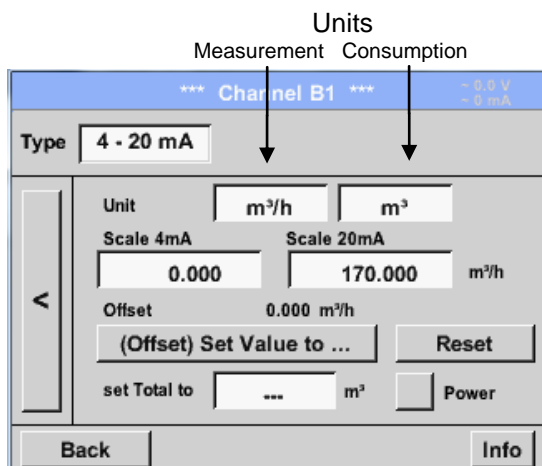 Units
Measurement Consumption
*** Channel B1 ***
~ 0.0 V
~ 0 mA
Type 4 - 20 mA
Unit m³/h m³
Scale 4mA Scale 20mA
0.000 170.000 m³/h
<
Offset 0.000 m³/h
(Offset) Set Value to ... Reset
set Total to --- m³ Power
Back Info